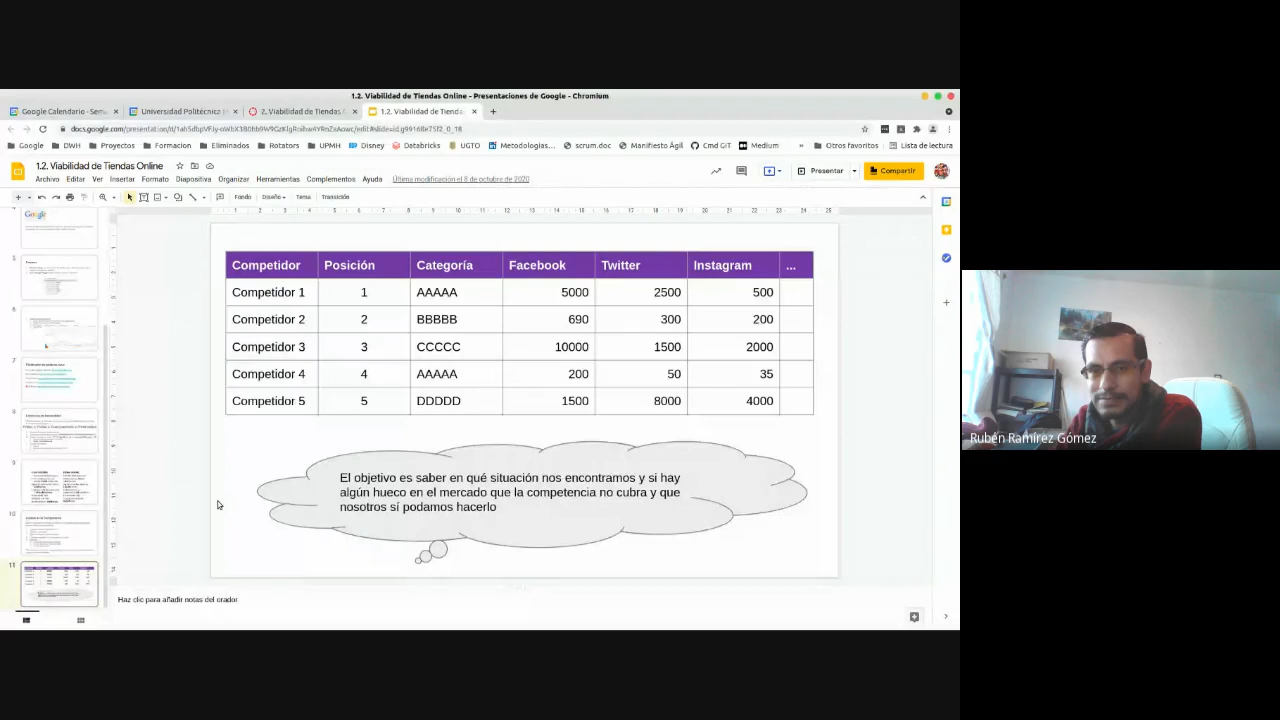 1.2. Viabilidad de Tiendas Online - Presentaciones de Google - Chromium
Google Calendario - Sem
Universidad Politécnica
2. Viabilidad de Tiendas
1.2. Viabilidad de Tienda
Google DWH Proyectos Formacion Eliminados Rotators UPMH Disney Databricks UGTO Metodologías... scrum.doc Manifiesto Ágil Cmd GIT Medium » Otros favoritos Lista de lectura
1.2. Viabilidad de Tiendas Online
Presentar
Compartir
Archivo Editar Ver Insertar Formato Diapositiva Organizar Herramientas Complementos Ayuda Última modificación el 8 de octubre de 2020
Fondo Diseño Tema Transición
Google
Competidor Posición Categoría Facebook Twitter Instagram ...
Competidor 1 1 AAAAA 5000 2500 500
Competidor 2 2 BBBBB 690 300 200
Competidor 3 3 CCCCC 10000 1500 2000
Competidor 4 4 AAAAA 200 50 30
Competidor 5 5 DDDDD 1500 8000 4000
El objetivo es saber en qué situación nos encontramos y si hay
algún hueco en el mercado que la competencia no cubra y que
nosotros sí podamos hacerlo
Haz clic para añadir notas del orador
Rubén Ramírez Gómez